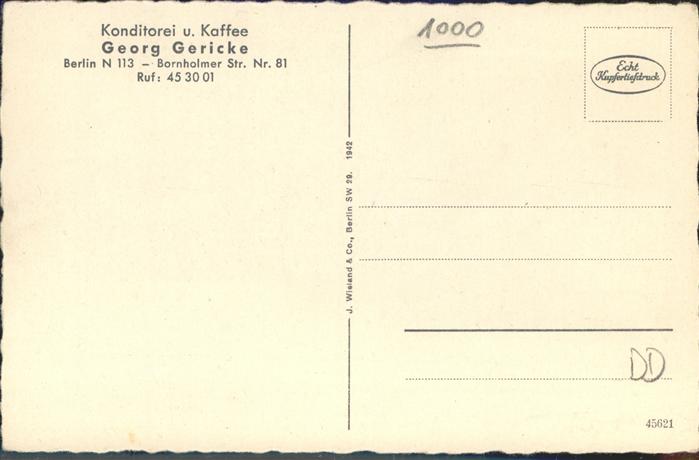 Konditorei u. Kaffee
Georg Gericke
Berlin N 113 – Bornholmer Str. Nr. 81
Ruf: 45 30 01
1000
Echt
Kupfertiefdruck
J. Wieland & Co., Berlin SW 29. 1942
DD
45621